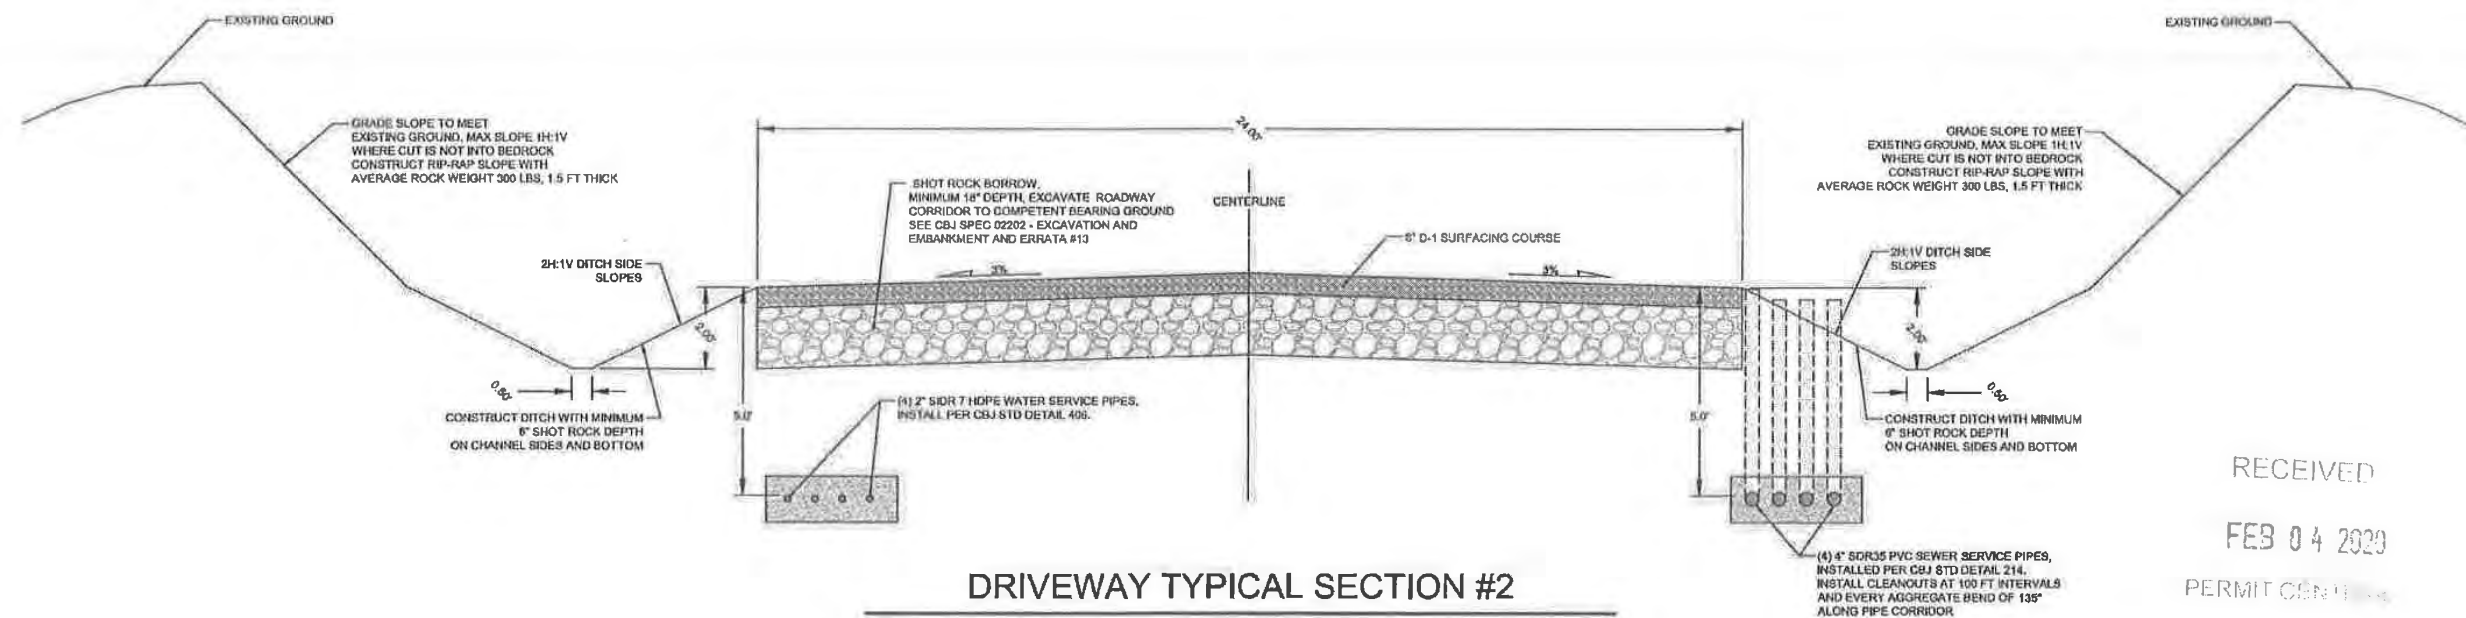 EXISTING GROUND
EXISTING GROUND
GRADE SLOPE TO MEET
EXISTING GROUND, MAX SLOPE 1H:1V
WHERE CUT IS NOT INTO BEDROCK
CONSTRUCT RIP-RAP SLOPE WITH
AVERAGE ROCK WEIGHT 300 LBS, 1.5 FT THICK
24.00'
GRADE SLOPE TO MEET
EXISTING GROUND, MAX SLOPE 1H:1V
WHERE CUT IS NOT INTO BEDROCK
CONSTRUCT RIP-RAP SLOPE WITH
AVERAGE ROCK WEIGHT 300 LBS, 1.5 FT THICK
SHOT ROCK BORROW,
MINIMUM 18" DEPTH, EXCAVATE ROADWAY
CORRIDOR TO COMPETENT BEARING GROUND
SEE CBJ SPEC 02202 - EXCAVATION AND
EMBANKMENT AND ERRATA #13
CENTERLINE
6" D-1 SURFACING COURSE
2H:1V DITCH SIDE
SLOPES
3%
3%
2H:1V DITCH SIDE
SLOPES
2.00'
2.00'
0.50'
0.50'
CONSTRUCT DITCH WITH MINIMUM
6" SHOT ROCK DEPTH
ON CHANNEL SIDES AND BOTTOM
5.0'
(4) 2" SIDR 7 HDPE WATER SERVICE PIPES,
INSTALL PER CBJ STD DETAIL 406.
5.0'
CONSTRUCT DITCH WITH MINIMUM
6" SHOT ROCK DEPTH
ON CHANNEL SIDES AND BOTTOM
RECEIVED
FEB 04 2020
PERMIT
(4) 4" SDR35 PVC SEWER SERVICE PIPES,
INSTALLED PER CBJ STD DETAIL 214.
INSTALL CLEANOUTS AT 100 FT INTERVALS
AND EVERY AGGREGATE BEND OF 135°
ALONG PIPE CORRIDOR
DRIVEWAY TYPICAL SECTION #2